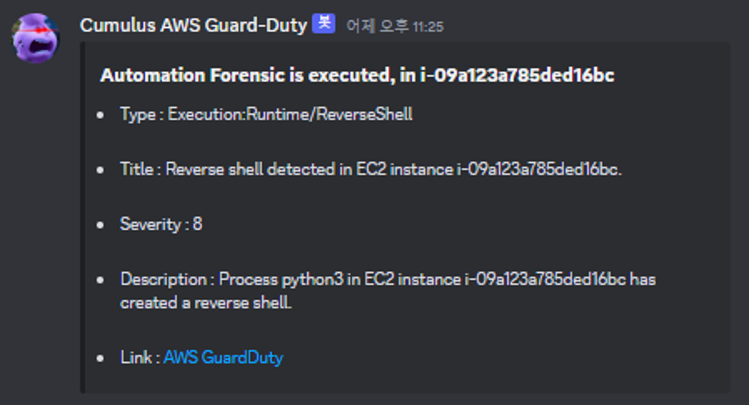 Cumulus AWS Guard-Duty 봇 어제 오후 11:25
Automation Forensic is executed, in i-09a123a785ded16bc
• Type : Execution:Runtime/ReverseShell
• Title : Reverse shell detected in EC2 instance i-09a123a785ded16bc.
• Severity : 8
• Description : Process python3 in EC2 instance i-09a123a785ded16bc has
created a reverse shell.
• Link : AWS GuardDuty